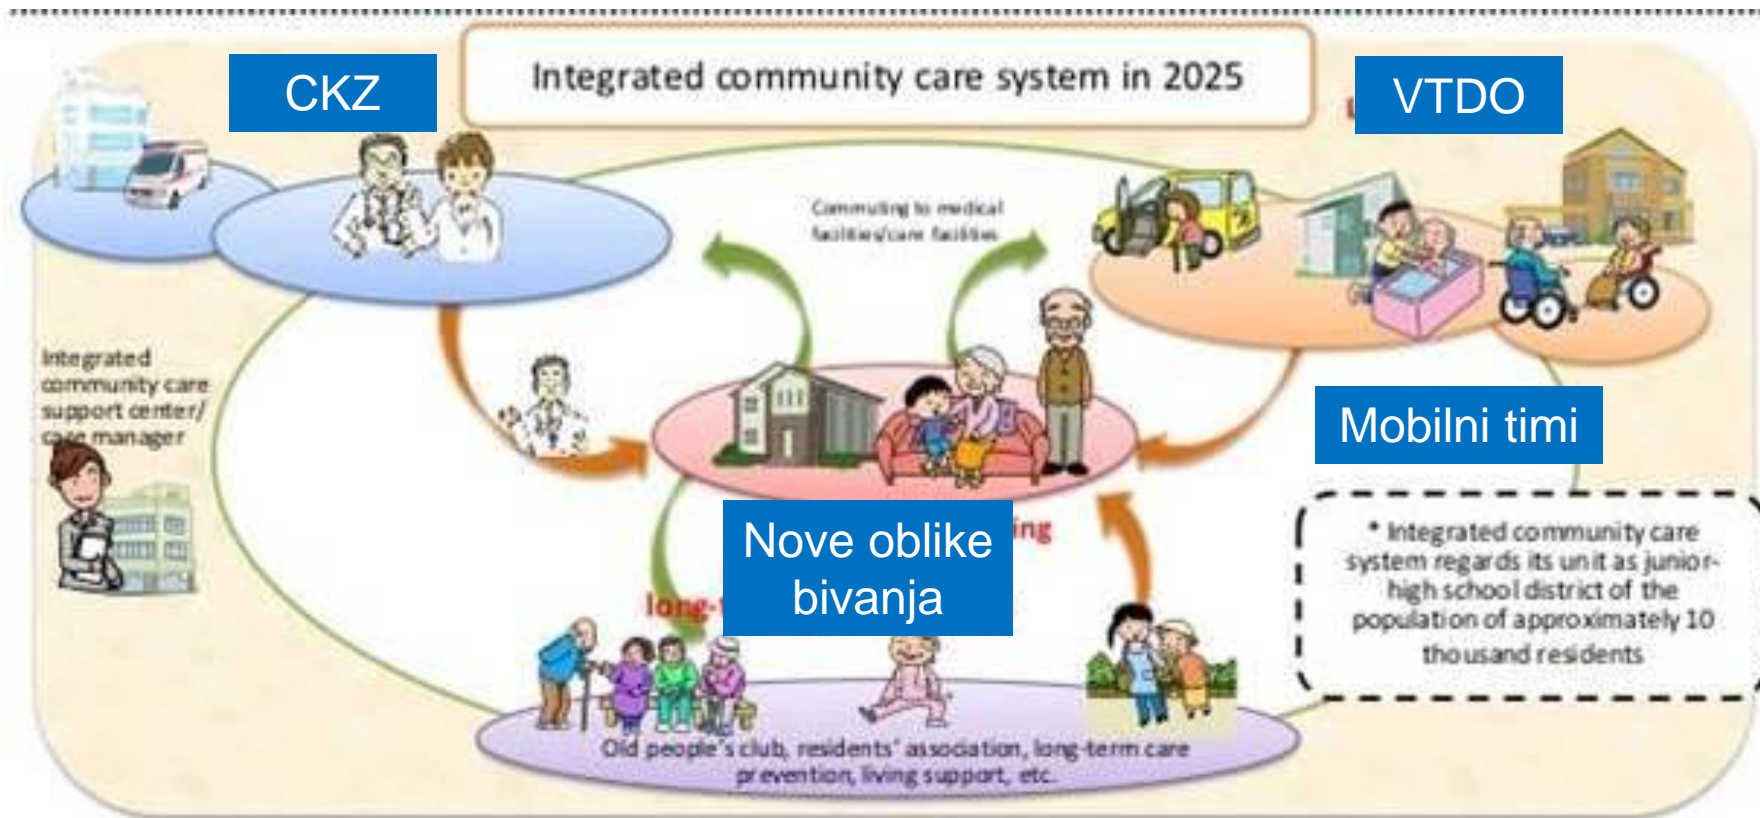 CKZ
Integrated community care system in 2025
VTDO
Commuting to medical
facilities/care facilities
Integrated
community care
support center/
care manager
Mobilni timi
Nove oblike
bivanja
ing
long-
* Integrated community care
system regards its unit as junior-
high school district of the
population of approximately 10
thousand residents
Old people's club, residents' association, long-term care
prevention, living support, etc.